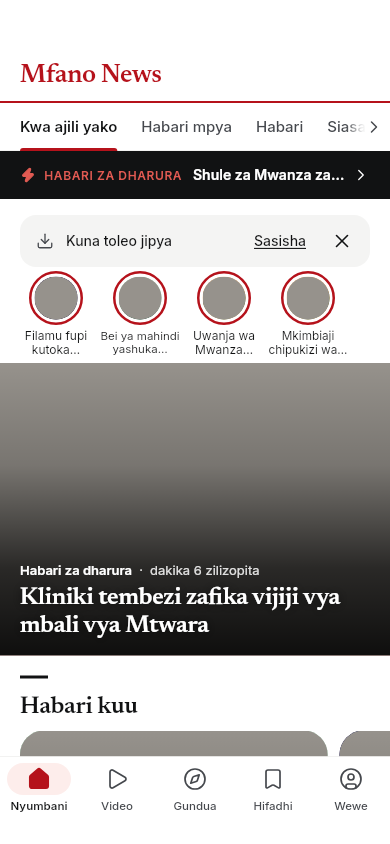 Mfano News
Kwa ajili yako
Habari mpya
Habari
Siasa
HABARI ZA DHARURA
Shule za Mwanza za...
Kuna toleo jipya
Sasisha
Filamu fupi
kutoka...
Bei ya mahindi
yashuka...
Uwanja wa
Mwanza...
Mkimbiaji
chipukizi wa...
Habari za dharura · dakika 6 zilizopita
Kliniki tembezi zafika vijiji vya
mbali vya Mtwara
Habari kuu
Nyumbani
Video
Gundua
Hifadhi
Wewe